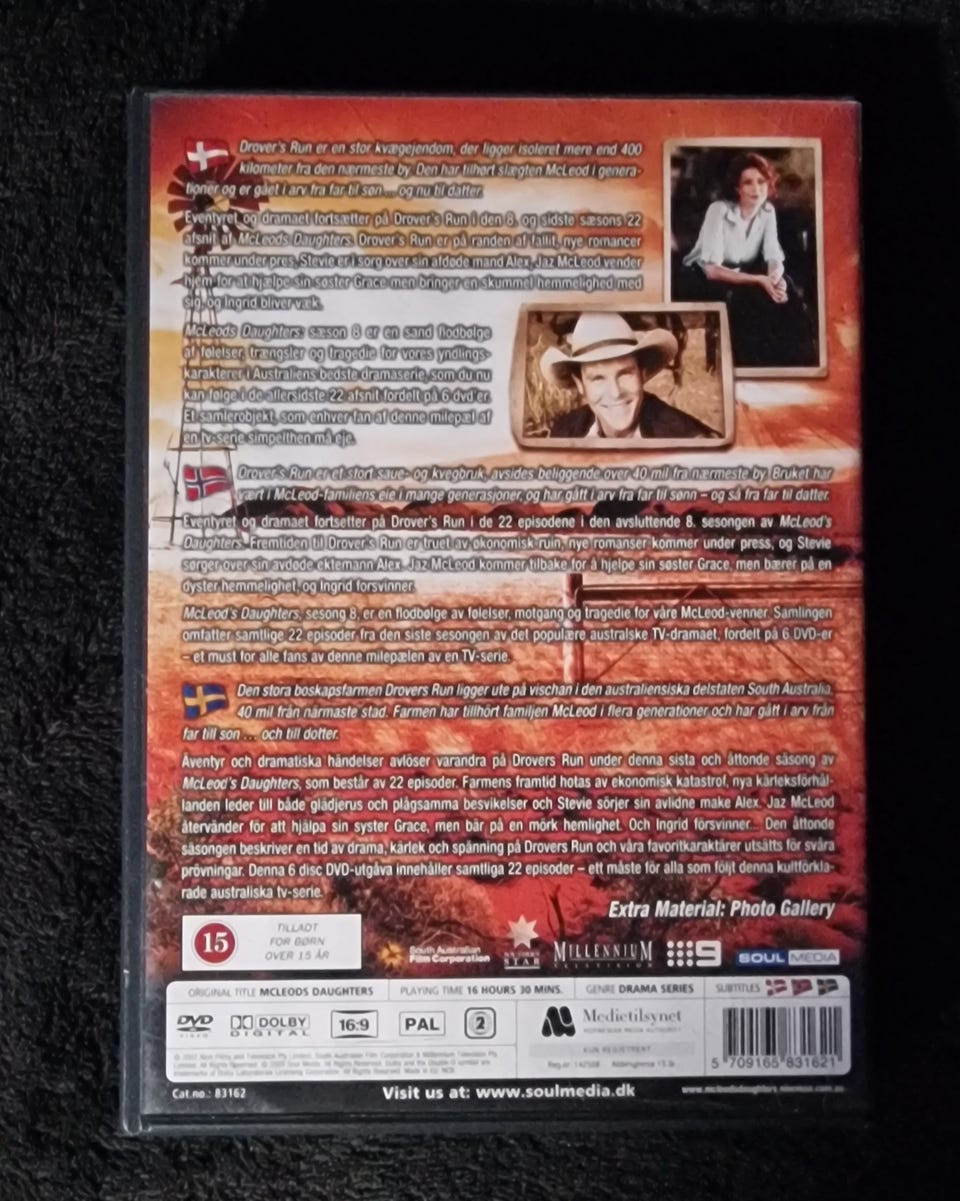 Drover's Run er en stor kvægejendom, der ligger isoleret mere end 400
kilometer fra den nærmeste by. Den har tilhørt slægten McLeod i genera-
tioner og er gået i arv fra far til søn ... og nu til datter.
Eventyret og dramaet fortsætter på Drover's Run i den 8. og sidste sæsons 22
afsnit af McLeods Daughters. Drover's Run er på randen af fallit, nye romancer
kommer under pres, Stevie er i sorg over sin afdøde mand Alex, Jaz McLeod vender
hjem for at hjælpe sin søster Grace men bringer en skummel hemmelighed med
sig, og Ingrid bliver væk.
McLeods Daughters: sæson 8 er en sand flodbølge
af følelser, trængsler og tragedie for vores yndlings-
karakterer i Australiens bedste dramaserie, som du nu
kan følge i de allersidste 22 afsnit fordelt på 6 dvd'er.
Et samlerobjekt, som enhver fan af denne milepæl af
en tv-serie simpelthen må eje.
Drover's Run er et stort saue- og kvegbruk, avsides beliggende over 40 mil fra nærmeste by. Bruket har
vært i McLeod-familiens eie i mange generasjoner, og har gått i arv fra far til sønn – og så fra far til datter.
Eventyret og dramaet fortsetter på Drover's Run i de 22 episodene i den avsluttende 8. sesongen av McLeod's
Daughters. Fremtiden til Drover's Run er truet av økonomisk ruin, nye romanser kommer under press, og Stevie
sørger over sin avdøde ektemann Alex. Jaz McLeod kommer tilbake for å hjelpe sin søster Grace, men bærer på en
dyster hemmelighet, og Ingrid forsvinner.
McLeod's Daughters, sesong 8, er en flodbølge av følelser, motgang og tragedie for våre McLeod-venner. Samlingen
omfatter samtlige 22 episoder fra den siste sesongen av det populære australske TV-dramaet, fordelt på 6 DVD-er
– et must for alle fans av denne milepælen av en TV-serie.
Den stora boskapsfarmen Drovers Run ligger ute på vischan i den australiensiska delstaten South Australia,
40 mil från närmaste stad. Farmen har tillhört familjen McLeod i flera generationer och har gått i arv från
far till son ... och till dotter.
Äventyr och dramatiska händelser avlöser varandra på Drovers Run under denna sista och åttonde säsong av
McLeod's Daughters, som består av 22 episoder. Farmens framtid hotas av ekonomisk katastrof, nya kärleksförhål-
landen leder till både glädjerus och plågsamma besvikelser och Stevie sörjer sin avlidne make Alex. Jaz McLeod
återvänder för att hjälpa sin syster Grace, men bär på en mörk hemlighet. Och Ingrid försvinner... Den åttonde
säsongen beskriver en tid av drama, kärlek och spänning på Drovers Run och våra favoritkaraktärer utsätts för svåra
prövningar. Denna 6 disc DVD-utgåva innehåller samtliga 22 episoder – ett måste för alla som följt denna kultförkla-
rade australiska tv-serie.
Extra Material: Photo Gallery
15 TILLADT
FOR BØRN
OVER 15 ÅR
South Australian
Film Corporation
SOUTHERN
STAR
MILLENNIUM
TELEVISION
9
SOUL MEDIA
ORIGINAL TITLE MCLEODS DAUGHTERS PLAYING TIME 16 HOURS 30 MINS. GENRE DRAMA SERIES SUBTITLES
DVD VIDEO DOLBY DIGITAL 16:9 PAL 2
Medietilsynet
NORWEGIAN MEDIA AUTHORITY
KUN REGISTRERT
5 709165 831621
Cat.no.: 83162 Visit us at: www.soulmedia.dk